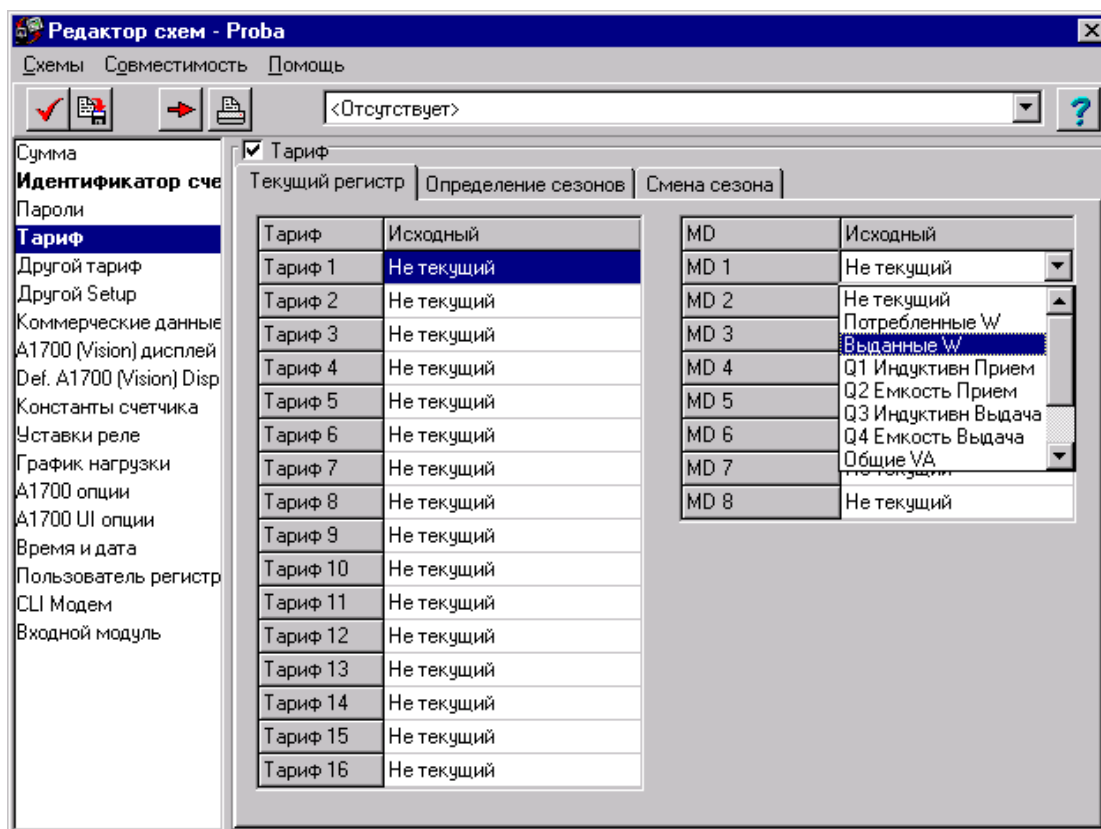 Редактор схем - Proba
Схемы Совместимость Помощь
<Отсутствует>
Сумма
Идентификатор сче
Пароли
Тариф
Другой тариф
Другой Setup
Коммерческие данные
A1700 (Vision) дисплей
Def. A1700 (Vision) Disp
Константы счетчика
Уставки реле
График нагрузки
A1700 опции
A1700 UI опции
Время и дата
Пользователь регистр
CLI Модем
Входной модуль
Тариф
Текущий регистр Определение сезонов Смена сезона
Тариф Исходный
Тариф 1 Не текущий
Тариф 2 Не текущий
Тариф 3 Не текущий
Тариф 4 Не текущий
Тариф 5 Не текущий
Тариф 6 Не текущий
Тариф 7 Не текущий
Тариф 8 Не текущий
Тариф 9 Не текущий
Тариф 10 Не текущий
Тариф 11 Не текущий
Тариф 12 Не текущий
Тариф 13 Не текущий
Тариф 14 Не текущий
Тариф 15 Не текущий
Тариф 16 Не текущий
MD Исходный
MD 1 Не текущий
MD 2
MD 3
MD 4
MD 5
MD 6
MD 7
MD 8 Не текущий
Не текущий
Потребленные W
Выданные W
Q1 Индуктивн Прием
Q2 Емкость Прием
Q3 Индуктивн Выдача
Q4 Емкость Выдача
Общие VA